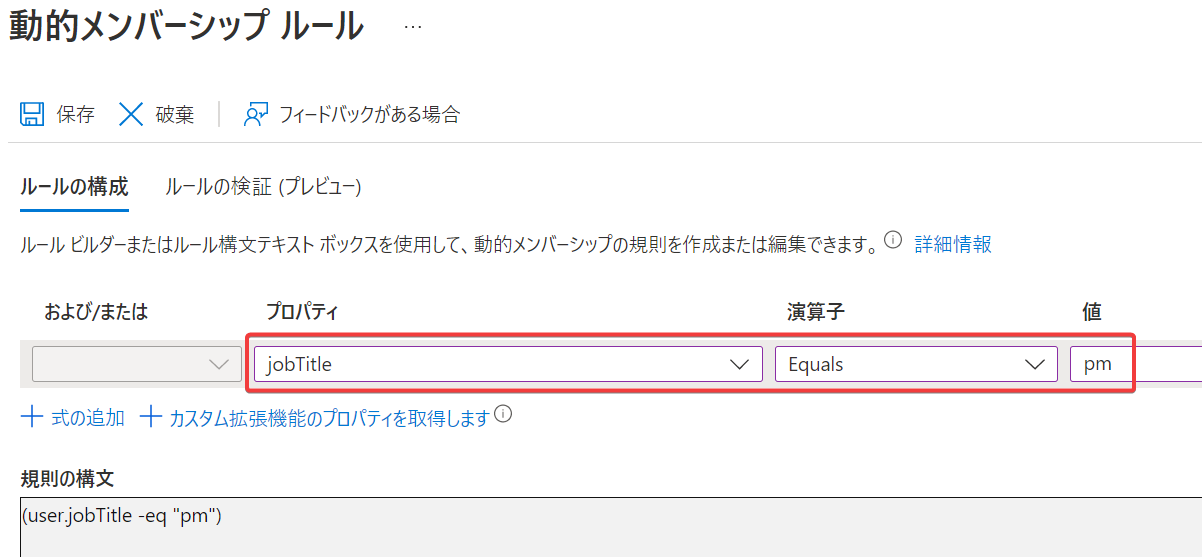 動的メンバーシップ ルール ...
保存 破棄 フィードバックがある場合
ルールの構成 ルールの検証 (プレビュー)
ルール ビルダーまたはルール構文テキスト ボックスを使用して、動的メンバーシップの規則を作成または編集できます。 詳細情報
および/または プロパティ 演算子 値
jobTitle Equals pm
式の追加 カスタム拡張機能のプロパティを取得します
規則の構文
(user.jobTitle -eq "pm")